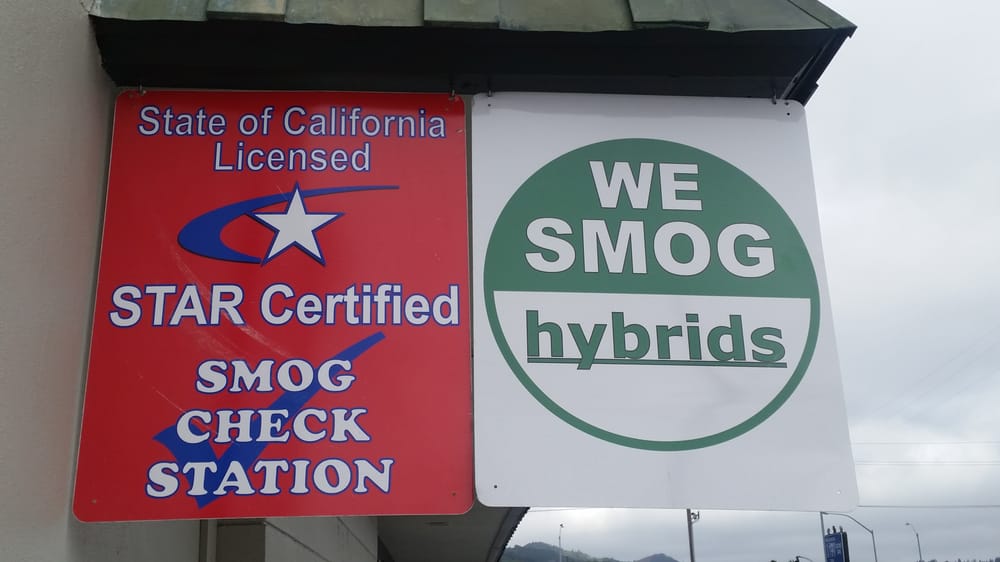 State of California
Licensed
STAR Certified
SMOG
CHECK
STATION
WE
SMOG
hybrids